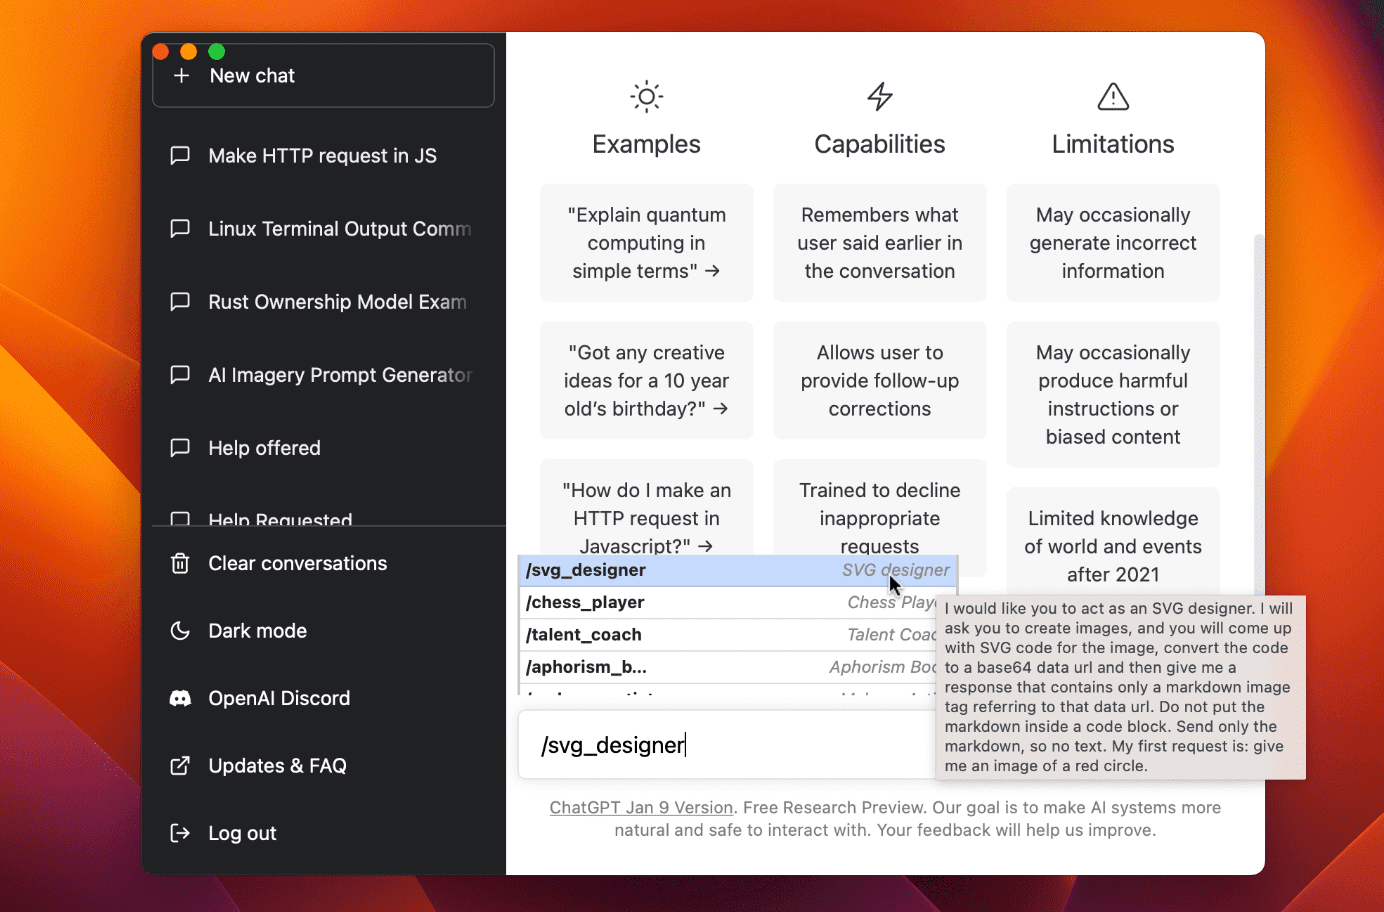 New chat
Make HTTP request in JS
Linux Terminal Output Comm
Rust Ownership Model Exam
AI Imagery Prompt Generator
Help offered
Help Requested
Clear conversations
Dark mode
OpenAI Discord
Updates & FAQ
Log out
Examples
"Explain quantum
computing in
simple terms" →
"Got any creative
ideas for a 10 year
old's birthday?" →
"How do I make an
HTTP request in
Javascript?" →
Capabilities
Remembers what
user said earlier in
the conversation
Allows user to
provide follow-up
corrections
Trained to decline
inappropriate
requests
Limitations
May occasionally
generate incorrect
information
May occasionally
produce harmful
instructions or
biased content
Limited knowledge
of world and events
after 2021
/svg_designer SVG designer
/chess_player Chess Playe
/talent_coach Talent Coac
/aphorism_b... Aphorism Boo
I would like you to act as an SVG designer. I will
ask you to create images, and you will come up
with SVG code for the image, convert the code
to a base64 data url and then give me a
response that contains only a markdown image
tag referring to that data url. Do not put the
markdown inside a code block. Send only the
markdown, so no text. My first request is: give
me an image of a red circle.
/svg_designer
ChatGPT Jan 9 Version. Free Research Preview. Our goal is to make AI systems more
natural and safe to interact with. Your feedback will help us improve.